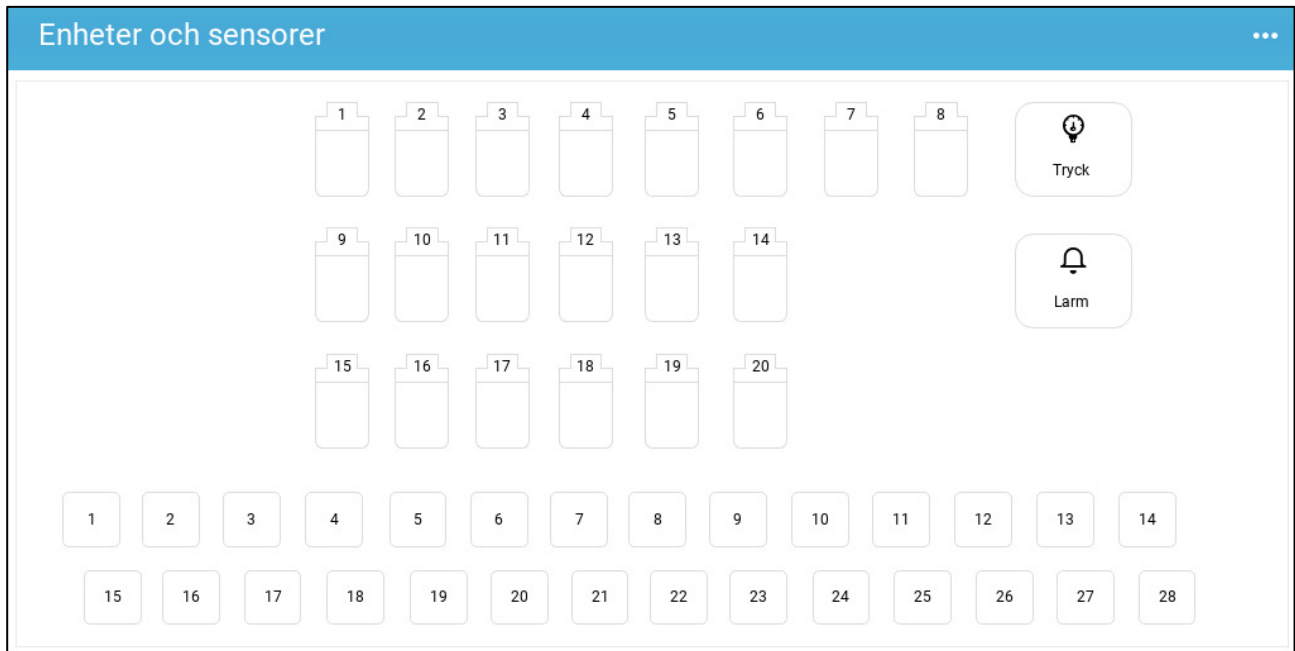 Enheter och sensorer
1 2 3 4 5 6 7 8
Tryck
9 10 11 12 13 14
Larm
15 16 17 18 19 20
1 2 3 4 5 6 7 8 9 10 11 12 13 14
15 16 17 18 19 20 21 22 23 24 25 26 27 28